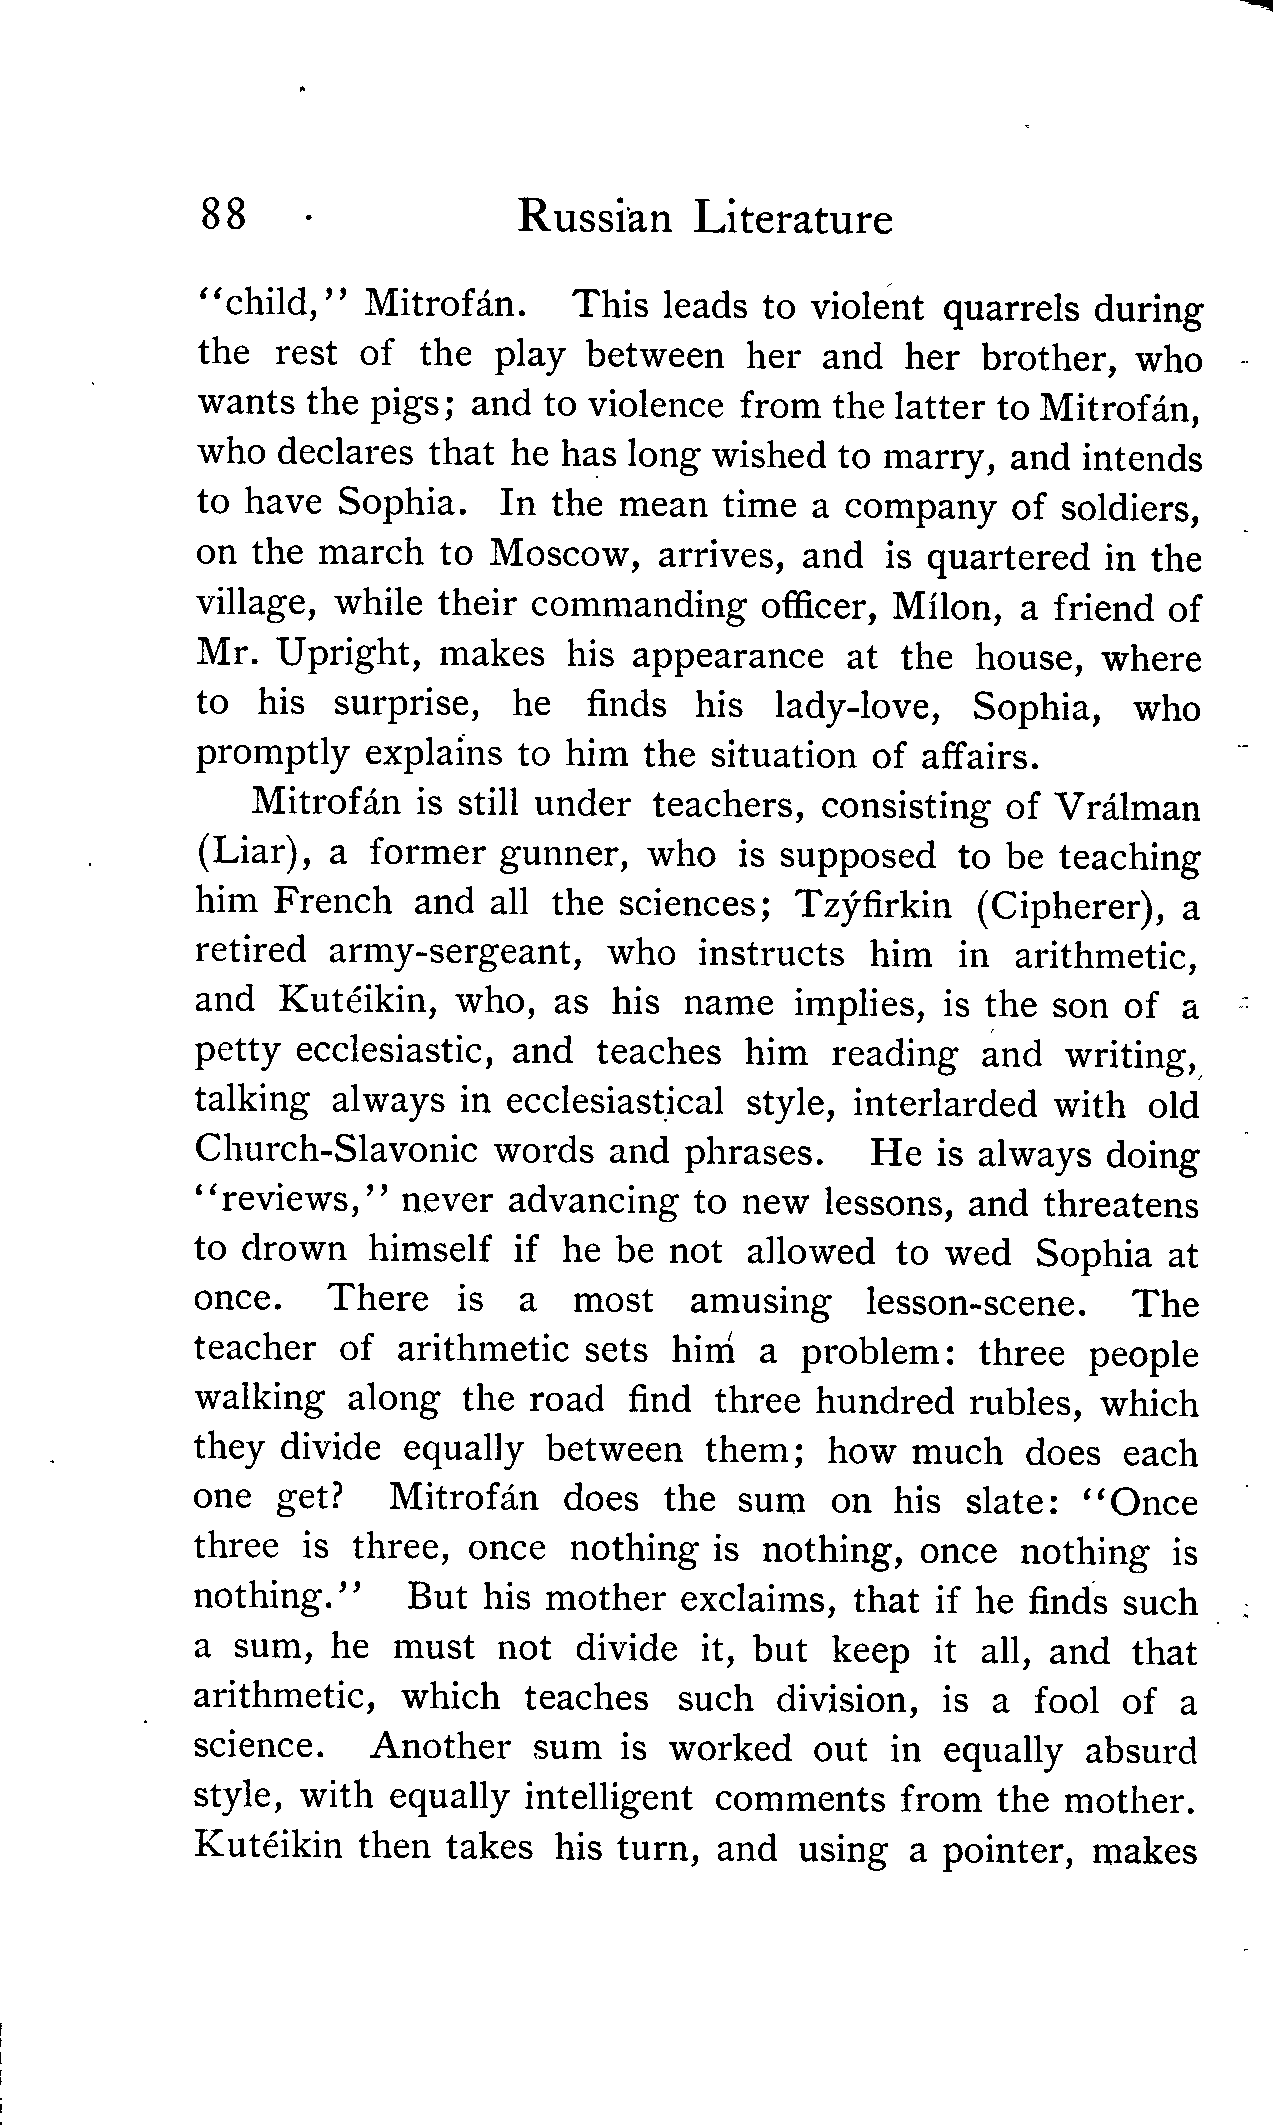 88 Russian Literature
“child,” Mitrofán. This leads to violent quarrels during
the rest of the play between her and her brother, who
wants the pigs; and to violence from the latter to Mitrofán,
who declares that he has long wished to marry, and intends
to have Sophia. In the mean time a company of soldiers,
on the march to Moscow, arrives, and is quartered in the
village, while their commanding officer, Mílon, a friend of
Mr. Upright, makes his appearance at the house, where
to his surprise, he finds his lady-love, Sophia, who
promptly explains to him the situation of affairs.
Mitrofán is still under teachers, consisting of Vrálman
(Liar), a former gunner, who is supposed to be teaching
him French and all the sciences; Tzýfirkin (Cipherer), a
retired army-sergeant, who instructs him in arithmetic,
and Kutéikin, who, as his name implies, is the son of a
petty ecclesiastic, and teaches him reading and writing,
talking always in ecclesiastical style, interlarded with old
Church-Slavonic words and phrases. He is always doing
“reviews,” never advancing to new lessons, and threatens
to drown himself if he be not allowed to wed Sophia at
once. There is a most amusing lesson-scene. The
teacher of arithmetic sets him a problem: three people
walking along the road find three hundred rubles, which
they divide equally between them; how much does each
one get? Mitrofán does the sum on his slate: “Once
three is three, once nothing is nothing, once nothing is
nothing.” But his mother exclaims, that if he finds such
a sum, he must not divide it, but keep it all, and that
arithmetic, which teaches such division, is a fool of a
science. Another sum is worked out in equally absurd
style, with equally intelligent comments from the mother.
Kutéikin then takes his turn, and using a pointer, makes